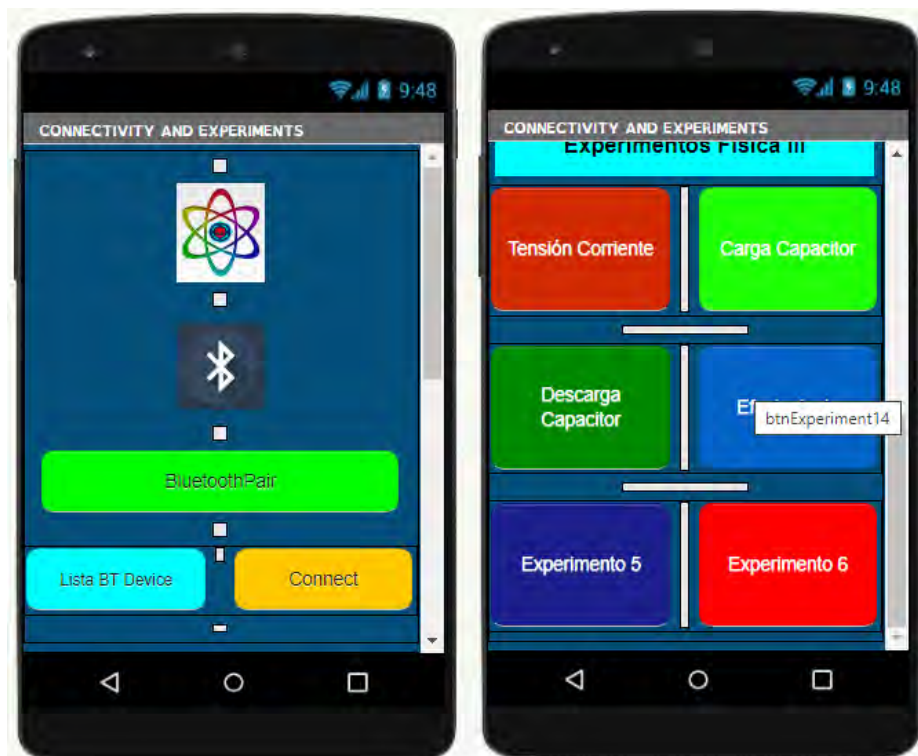 9:48
CONNECTIVITY AND EXPERIMENTS
BluetoothPair
Lista BT Device
Connect
9:48
CONNECTIVITY AND EXPERIMENTS
Experimentos Física III
Tensión Corriente
Carga Capacitor
Descarga
Capacitor
btnExperiment14
Experimento 5
Experimento 6